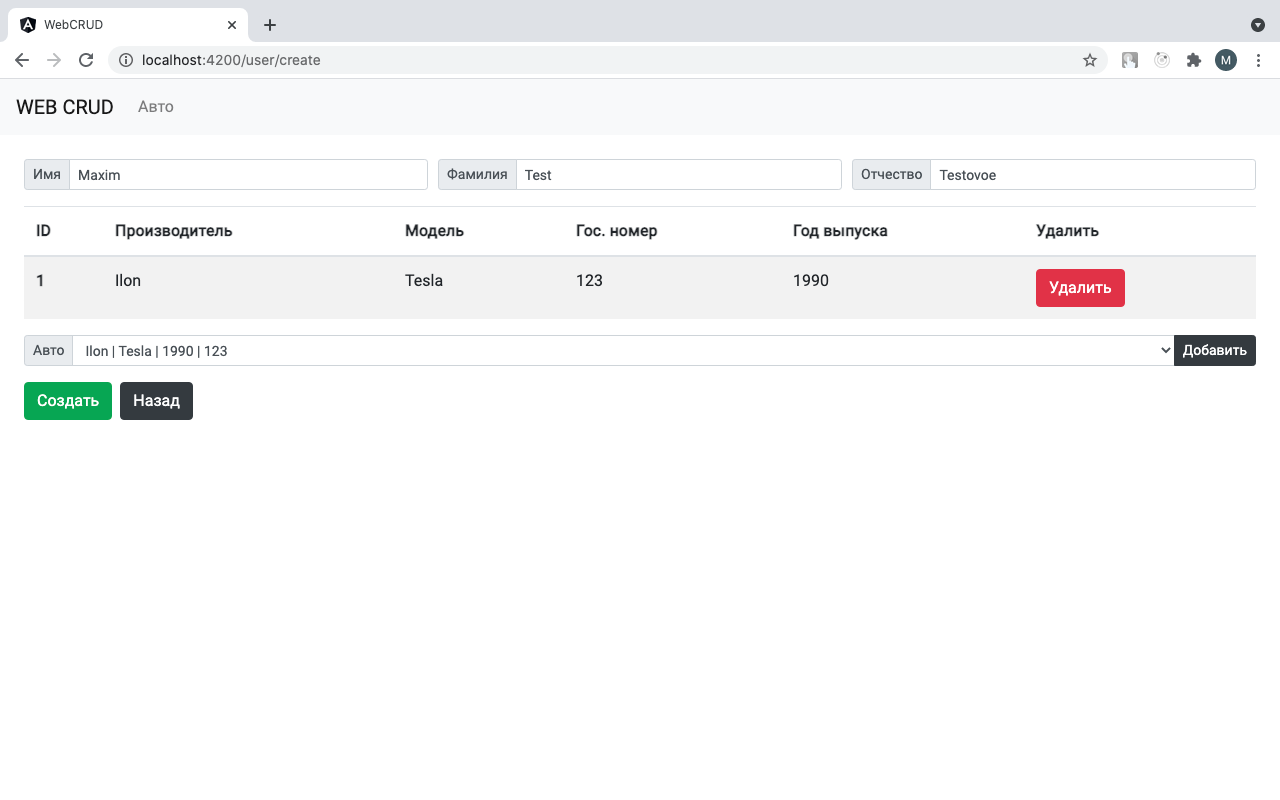 WebCRUD
localhost:4200/user/create
M
WEB CRUD Авто
Имя Maxim Фамилия Test Отчество Testovoe
ID Производитель Модель Гос. номер Год выпуска Удалить
1 Ilon Tesla 123 1990 Удалить
Авто Ilon | Tesla | 1990 | 123 Добавить
Создать Назад